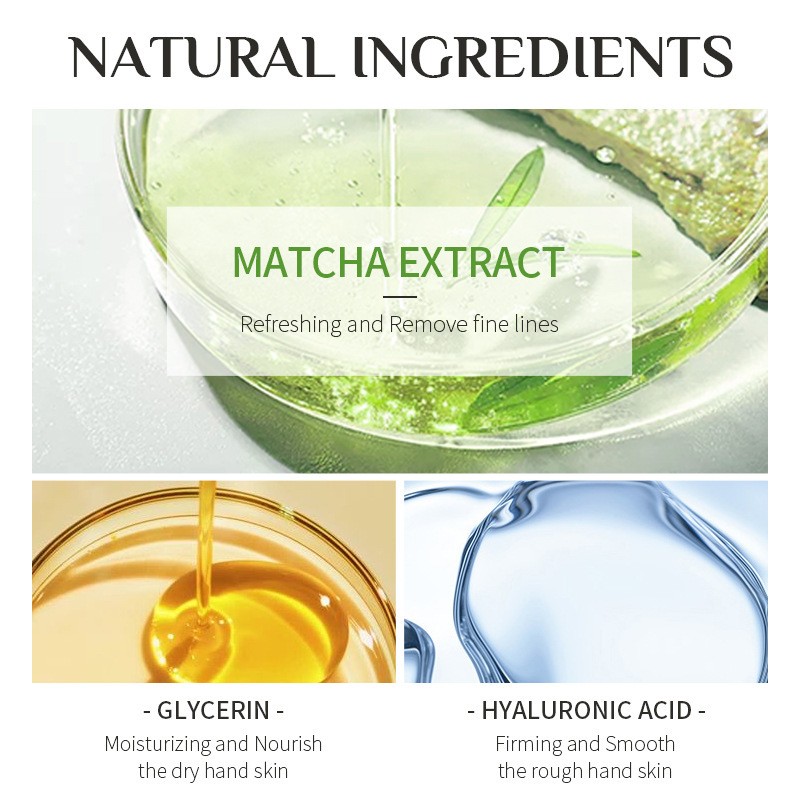 NATURAL INGREDIENTS
MATCHA EXTRACT
Refreshing and Remove fine lines
- GLYCERIN -
Moisturizing and Nourish
the dry hand skin
- HYALURONIC ACID -
Firming and Smooth
the rough hand skin